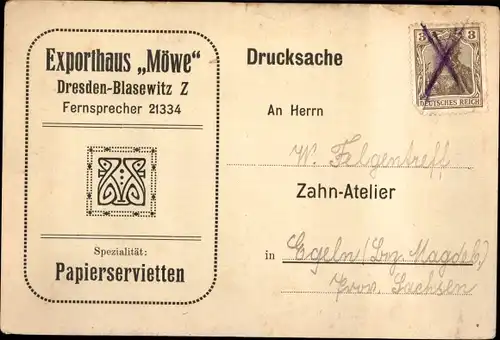 Exporthaus „Möwe“
Dresden-Blasewitz Z
Fernsprecher 21334
Spezialität:
Papierservietten
Drucksache
3 3
DEUTSCHES REICH
An Herrn
W. Felgentreff
Zahn-Atelier
in Egeln (Bez. Magdeb.)
Prov. Sachsen